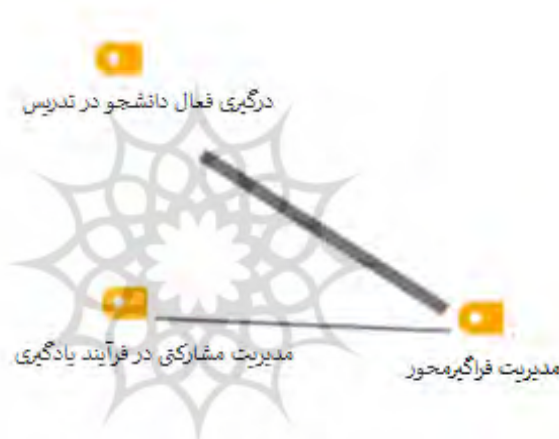 درگیری فعال دانشجو در تدریس
مدیریت مشارکتی در فرآیند یادگیری
مدیریت فراگیرمحور